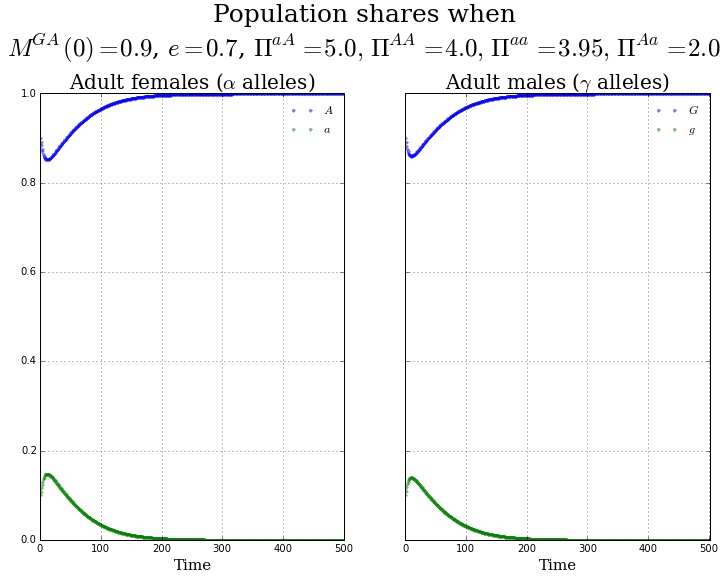 Population shares when
M^{GA}(0)=0.9, e=0.7, Π^{aA}=5.0, Π^{AA}=4.0, Π^{aa}=3.95, Π^{Aa}=2.0
Adult females (α alleles)
1.0
0.8
0.6
0.4
0.2
0.0
A
a
0 100 200 300 400 500
Time
Adult males (γ alleles)
G
g
0 100 200 300 400 500
Time